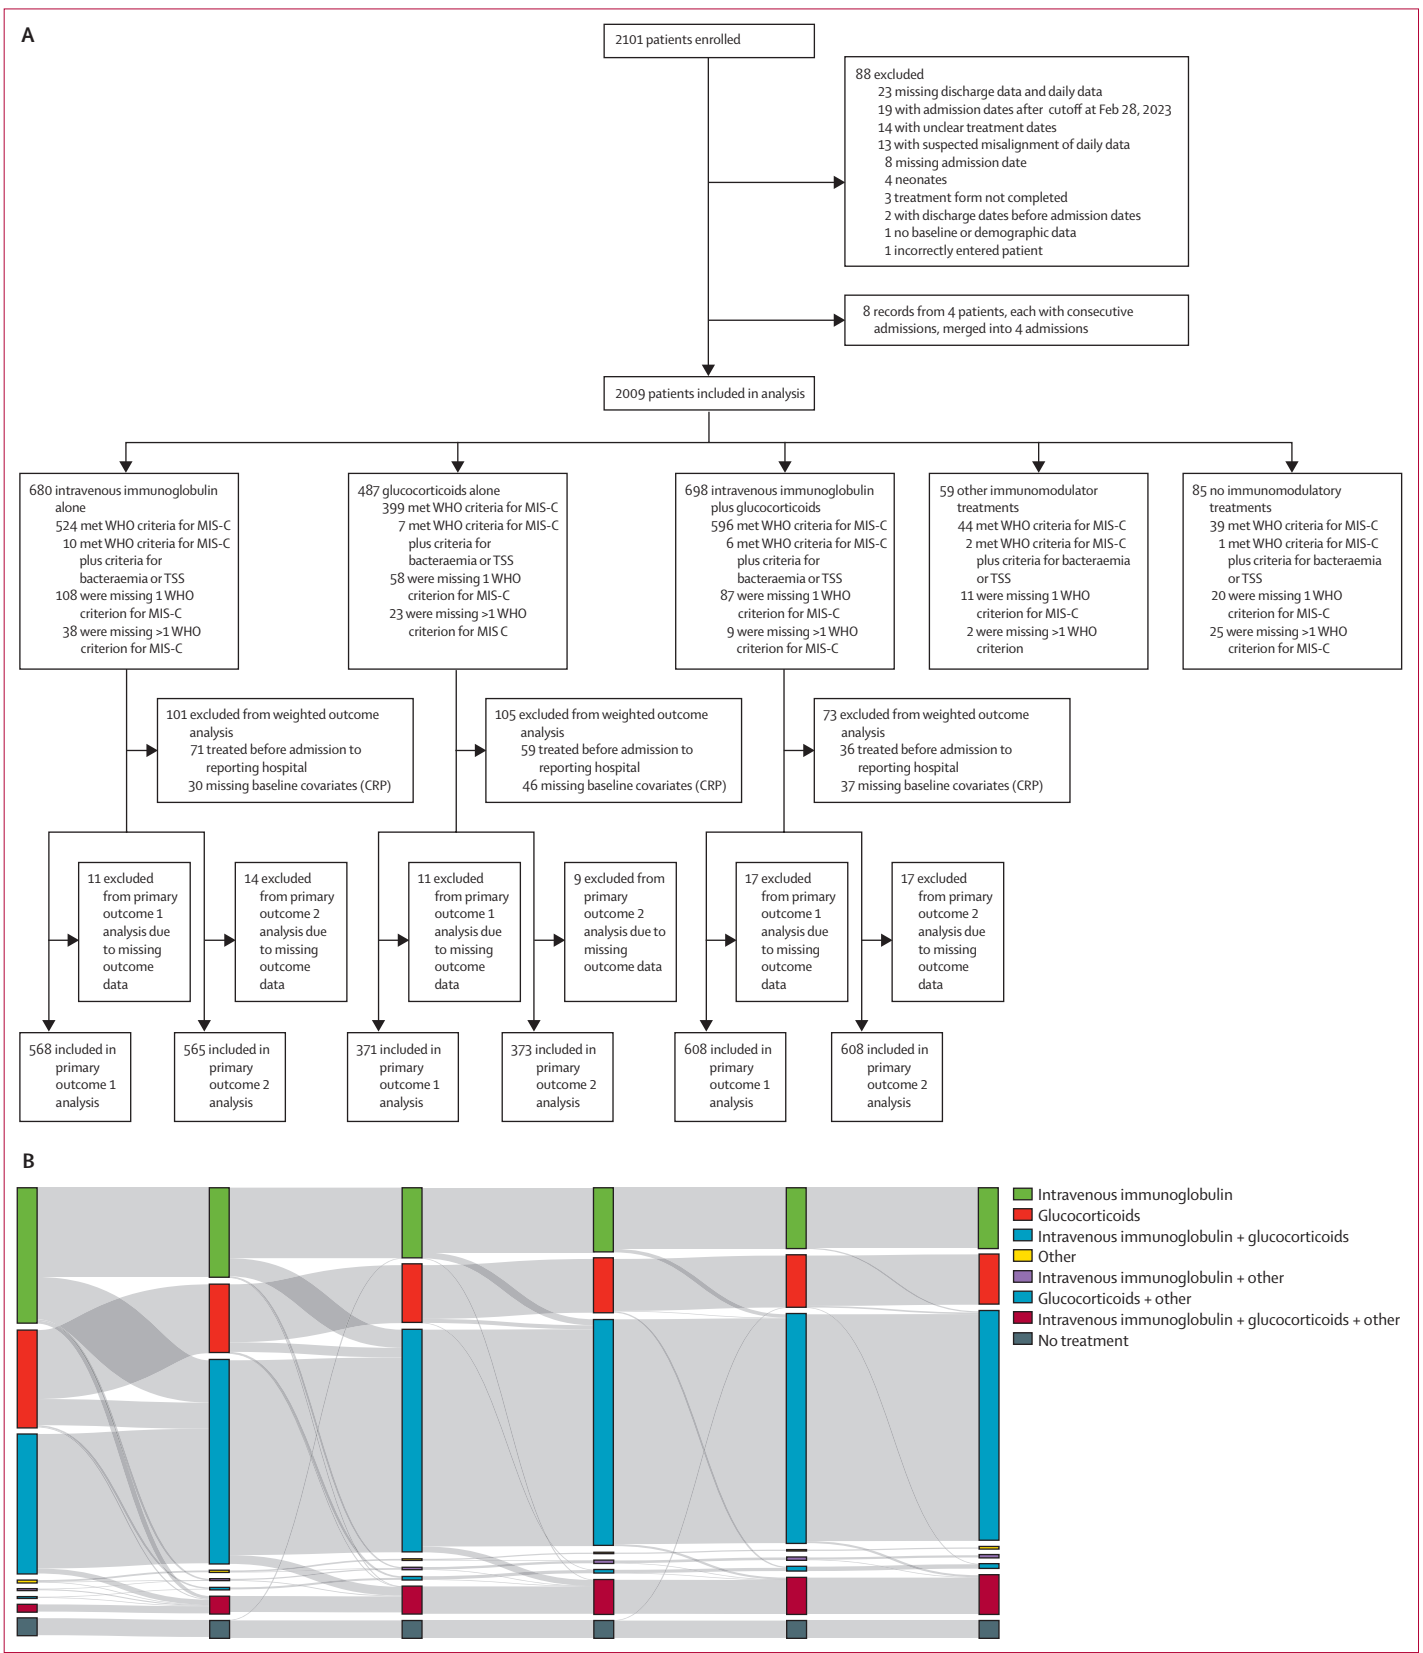 A
2101 patients enrolled
88 excluded
23 missing discharge data and daily data
19 with admission dates after cutoff at Feb 28, 2023
14 with unclear treatment dates
13 with suspected misalignment of daily data
8 missing admission date
4 neonates
3 treatment form not completed
2 with discharge dates before admission dates
1 no baseline or demographic data
1 incorrectly entered patient
8 records from 4 patients, each with consecutive
admissions, merged into 4 admissions
2009 patients included in analysis
680 intravenous immunoglobulin
alone
524 met WHO criteria for MIS-C
10 met WHO criteria for MIS-C
plus criteria for
bacteraemia or TSS
108 were missing 1 WHO
criterion for MIS-C
38 were missing >1 WHO
criterion for MIS-C
487 glucocorticoids alone
399 met WHO criteria for MIS-C
7 met WHO criteria for MIS-C
plus criteria for
bacteraemia or TSS
58 were missing 1 WHO
criterion for MIS-C
23 were missing >1 WHO
criterion for MIS C
698 intravenous immunoglobulin
plus glucocorticoids
596 met WHO criteria for MIS-C
6 met WHO criteria for MIS-C
plus criteria for
bacteraemia or TSS
87 were missing 1 WHO
criterion for MIS-C
9 were missing >1 WHO
criterion for MIS-C
59 other immunomodulator
treatments
44 met WHO criteria for MIS-C
2 met WHO criteria for MIS-C
plus criteria for bacteraemia
or TSS
11 were missing 1 WHO
criterion for MIS-C
2 were missing >1 WHO
criterion
85 no immunomodulatory
treatments
39 met WHO criteria for MIS-C
1 met WHO criteria for MIS-C
plus criteria for bacteraemia
or TSS
20 were missing 1 WHO
criterion for MIS-C
25 were missing >1 WHO
criterion for MIS-C
101 excluded from weighted outcome
analysis
71 treated before admission to
reporting hospital
30 missing baseline covariates (CRP)
105 excluded from weighted outcome
analysis
59 treated before admission to
reporting hospital
46 missing baseline covariates (CRP)
73 excluded from weighted outcome
analysis
36 treated before admission to
reporting hospital
37 missing baseline covariates (CRP)
11 excluded
from primary
outcome 1
analysis due
to missing
outcome
data
14 excluded
from primary
outcome 2
analysis due
to missing
outcome
data
11 excluded
from primary
outcome 1
analysis due
to missing
outcome
data
9 excluded from
primary
outcome 2
analysis due to
missing
outcome data
17 excluded
from primary
outcome 1
analysis due
to missing
outcome
data
17 excluded
from primary
outcome 2
analysis due
to missing
outcome
data
568 included in
primary
outcome 1
analysis
565 included in
primary
outcome 2
analysis
371 included in
primary
outcome 1
analysis
373 included in
primary
outcome 2
analysis
608 included in
primary
outcome 1
analysis
608 included in
primary
outcome 2
analysis
B
Intravenous immunoglobulin
Glucocorticoids
Intravenous immunoglobulin + glucocorticoids
Other
Intravenous immunoglobulin + other
Glucocorticoids + other
Intravenous immunoglobulin + glucocorticoids + other
No treatment